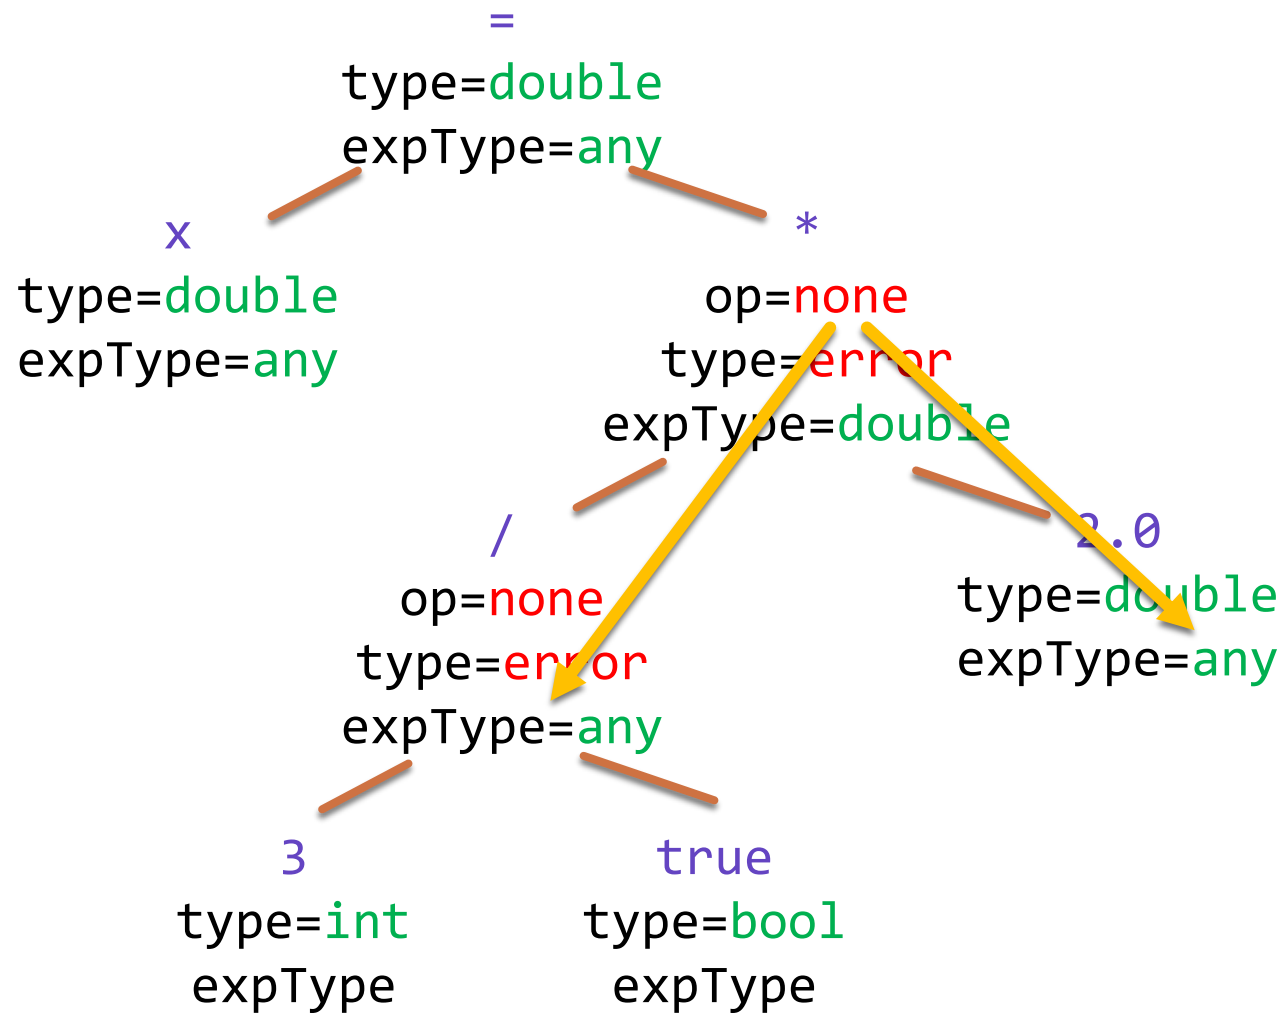 =
type=double
expType=any
x
type=double
expType=any
*
op=none
type=error
expType=double
/
op=none
type=error
expType=any
2.0
type=double
expType=any
3
type=int
expType
true
type=bool
expType